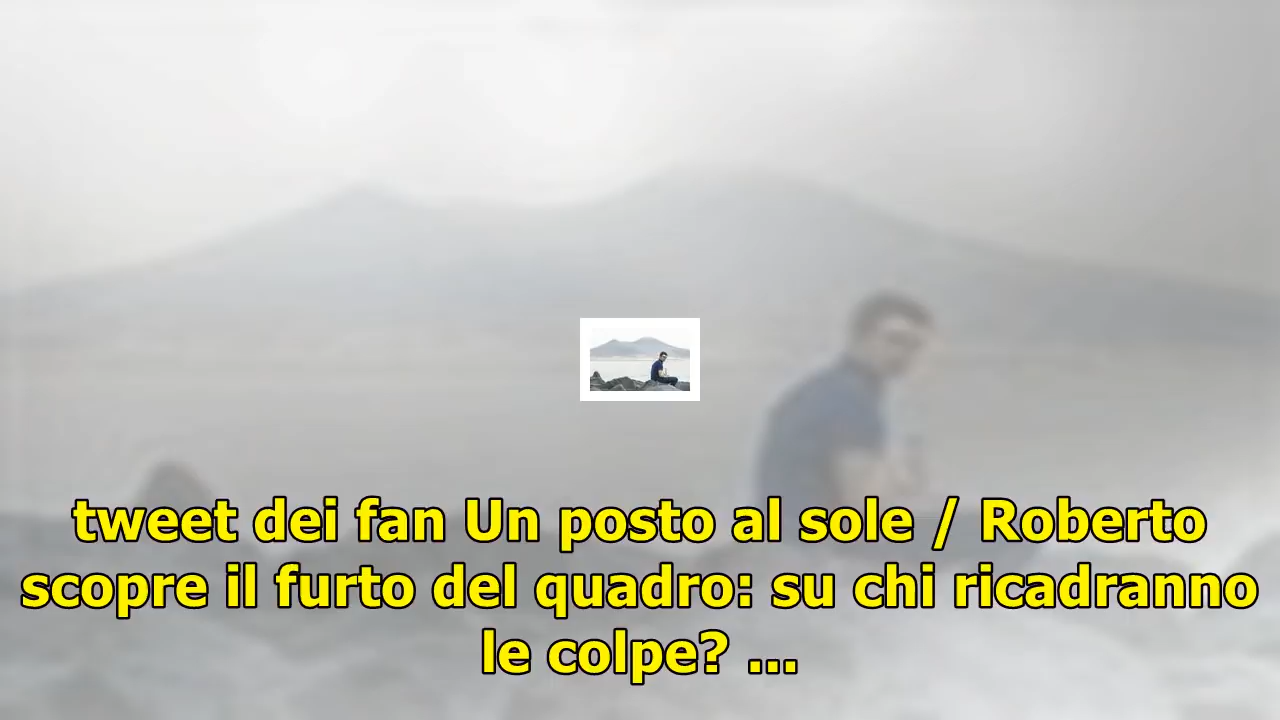 tweet dei fan Un posto al sole / Roberto
scopre il furto del quadro: su chi ricadranno
le colpe? ...